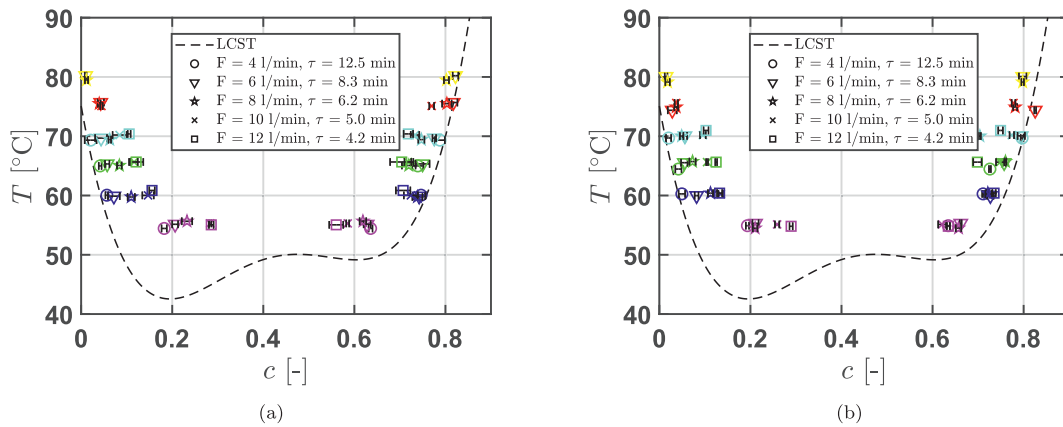 90
80
70
60
50
40
T [°C]
LCST
F = 4 l/min, τ = 12.5 min
F = 6 l/min, τ = 8.3 min
F = 8 l/min, τ = 6.2 min
F = 10 l/min, τ = 5.0 min
F = 12 l/min, τ = 4.2 min
0 0.2 0.4 0.6 0.8
c [-]
(a)
90
80
70
60
50
40
T [°C]
LCST
F = 4 l/min, τ = 12.5 min
F = 6 l/min, τ = 8.3 min
F = 8 l/min, τ = 6.2 min
F = 10 l/min, τ = 5.0 min
F = 12 l/min, τ = 4.2 min
0 0.2 0.4 0.6 0.8
c [-]
(b)